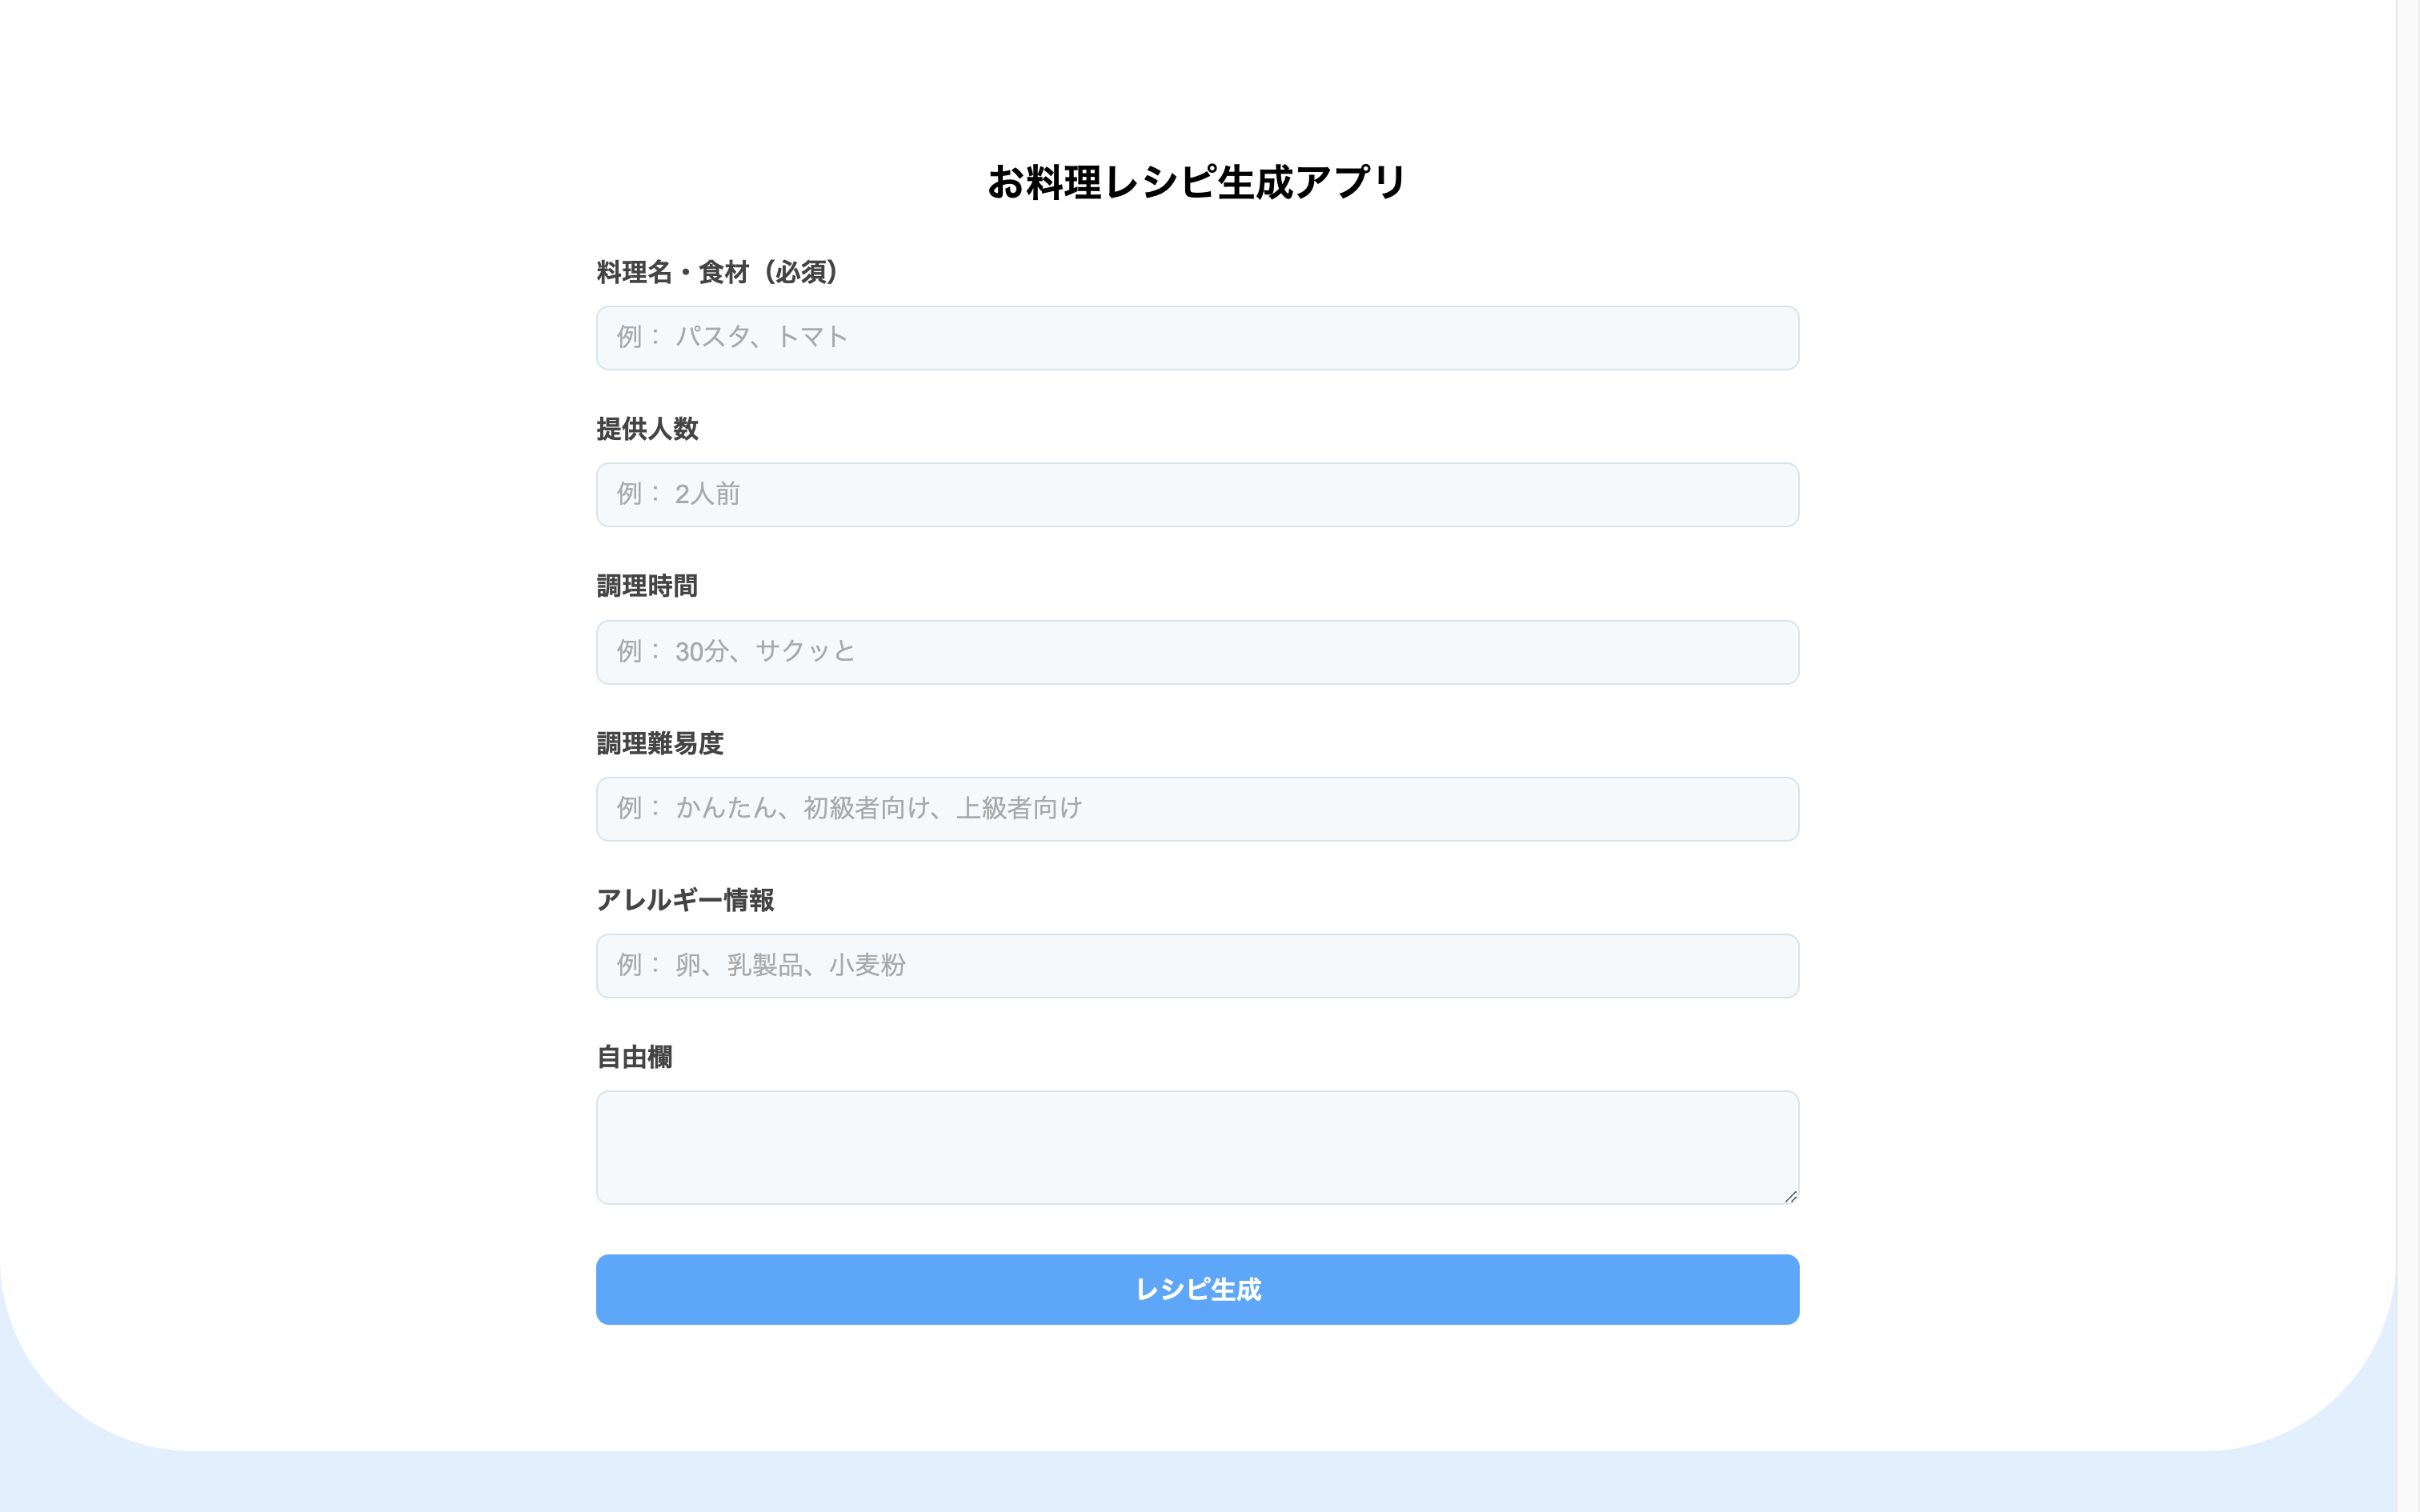 お料理レシピ生成アプリ
料理名・食材（必須）
例： パスタ、トマト
提供人数
例： 2人前
調理時間
例： 30分、サクッと
調理難易度
例： かんたん、初級者向け、上級者向け
アレルギー情報
例： 卵、乳製品、小麦粉
自由欄
レシピ生成